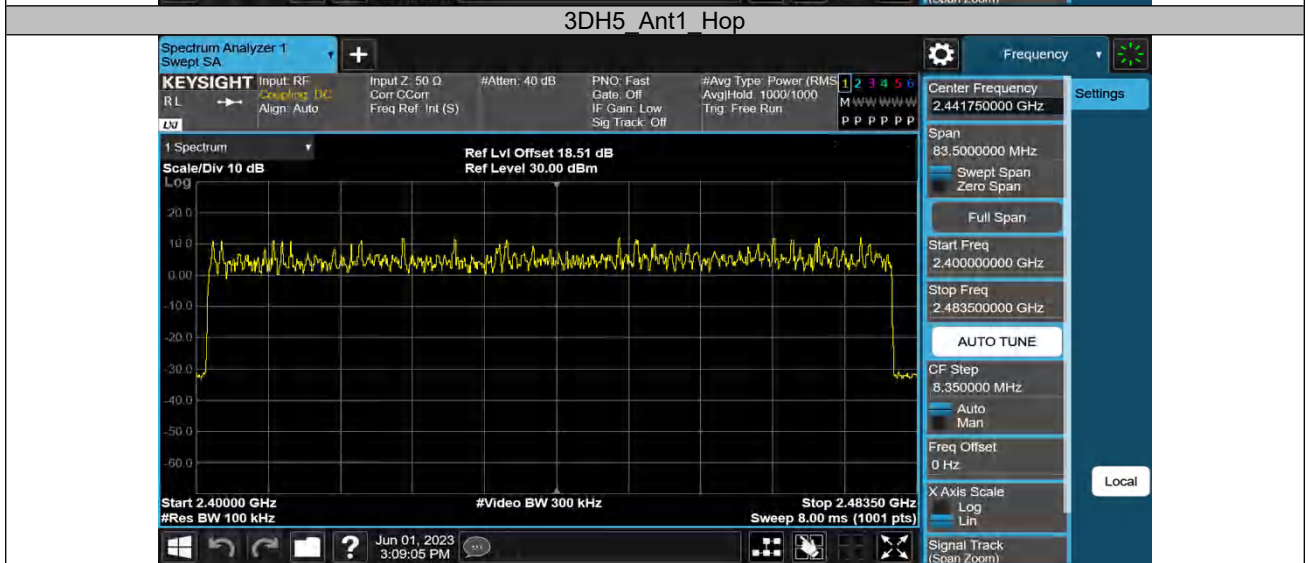 (Span Zoom)
3DH5_Ant1_Hop
Spectrum Analyzer 1
Swept SA
+
Frequency
KEYSIGHT
RL
LXI
Input: RF
Coupling: DC
Align: Auto
Input Z: 50 Ω
Corr CCorr
Freq Ref: Int (S)
#Atten: 40 dB
PNO: Fast
Gate: Off
IF Gain: Low
Sig Track: Off
#Avg Type: Power (RMS
Avg|Hold: 1000/1000
Trig: Free Run
1 2 3 4 5 6
M W W W W W
P P P P P P
Center Frequency
2.441750000 GHz
Settings
Span
83.5000000 MHz
Swept Span
Zero Span
Full Span
Start Freq
2.400000000 GHz
Stop Freq
2.483500000 GHz
AUTO TUNE
CF Step
8.350000 MHz
Auto
Man
Freq Offset
0 Hz
X Axis Scale
Log
Lin
Local
Signal Track
(Span Zoom)
1 Spectrum
Scale/Div 10 dB
Ref Lvl Offset 18.51 dB
Ref Level 30.00 dBm
Log
20.0
10.0
0.00
-10.0
-20.0
-30.0
-40.0
-50.0
-60.0
Start 2.40000 GHz
#Res BW 100 kHz
#Video BW 300 kHz
Stop 2.48350 GHz
Sweep 8.00 ms (1001 pts)
?
Jun 01, 2023
3:09:05 PM